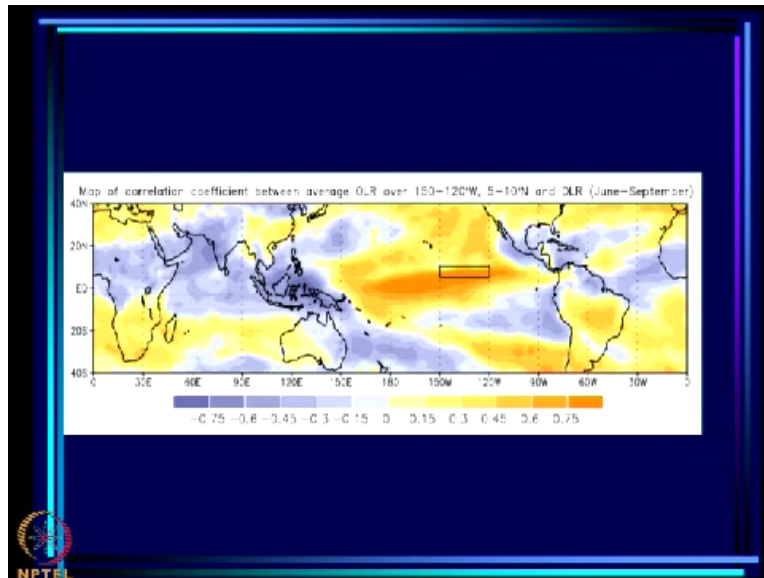 Map of correlation coefficient between average OLR over 150-120°W, 5-10°N and OLR (June-September)
40N
20N
EQ
20S
40S
0 30E 60E 90E 120E 150E 180 150W 120W 90W 60W 30W 0
-0.75 -0.6 -0.45 -0.3 -0.15 0 0.15 0.3 0.45 0.6 0.75
NPTEL